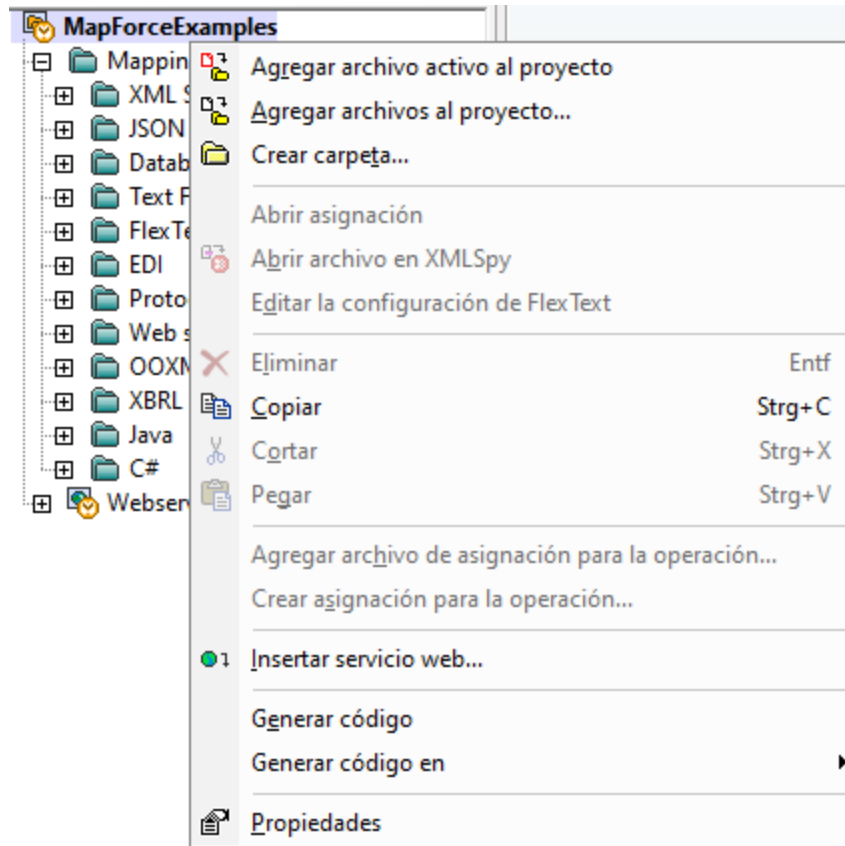 MapForceExamples
Mappin
XML S
JSON
Datab
Text F
FlexTe
EDI
Proto
Web s
OOXM
XBRL
Java
C#
Webserv
Agregar archivo activo al proyecto
Agregar archivos al proyecto...
Crear carpeta...
Abrir asignación
Abrir archivo en XMLSpy
Editar la configuración de FlexText
Eliminar Entf
Copiar Strg+C
Cortar Strg+X
Pegar Strg+V
Agregar archivo de asignación para la operación...
Crear asignación para la operación...
Insertar servicio web...
Generar código
Generar código en
Propiedades